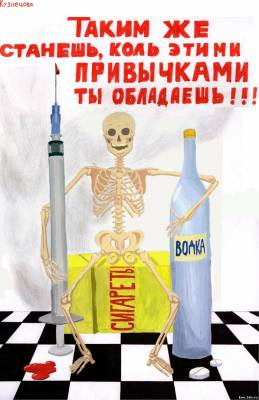 Кузнецова
ТАКИМ ЖЕ
СТАНЕШЬ, КОЛЬ ЭТИМИ
ПРИВЫЧКАМИ
ТЫ ОБЛАДАЕШЬ!!!
ВОДКА
СИГАРЕТЫ